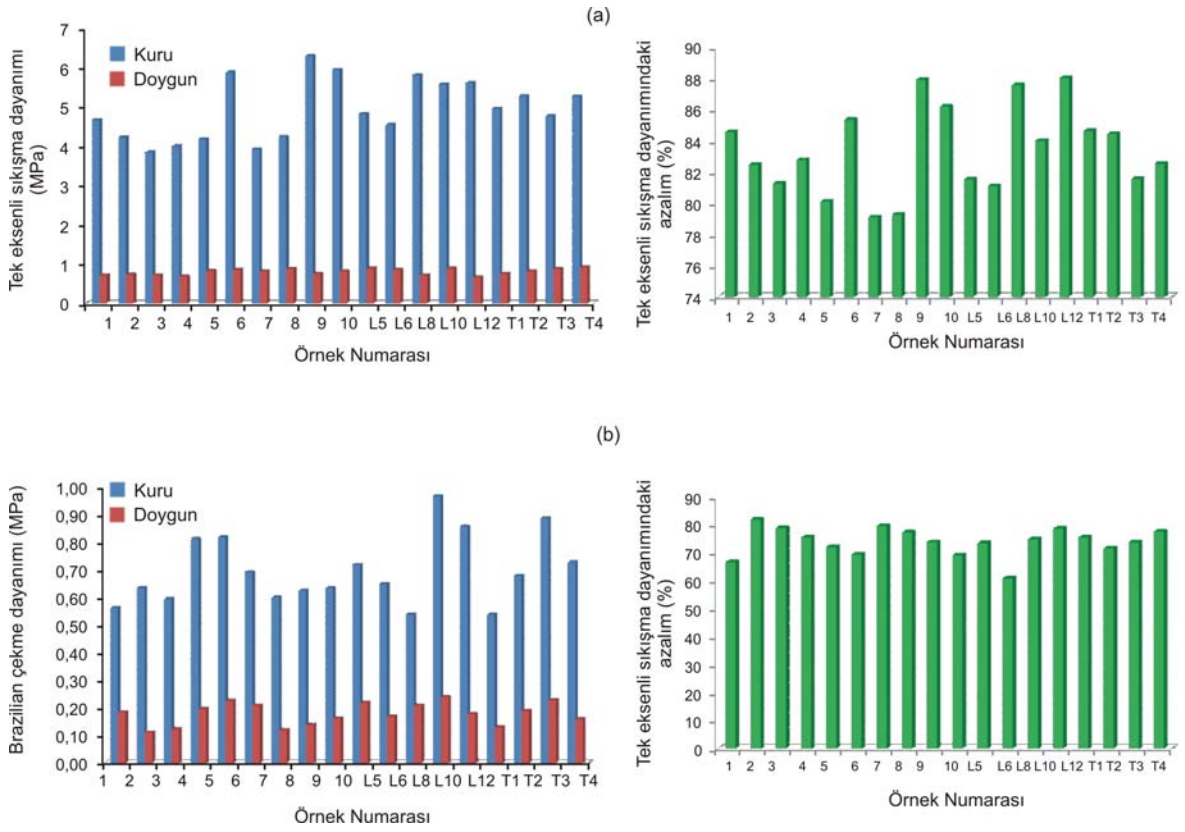 (a)
Tek eksenli sıkışma dayanımı
(MPa)
7
6
5
4
3
2
1
0
Kuru
Doygun
1 2 3 4 5 6 7 8 9 10 L5 L6 L8 L10 L12 T1 T2 T3 T4
Örnek Numarası
Tek eksenli sıkışma dayanımındaki
azalım (%)
90
88
86
84
82
80
78
76
74
1 2 3 4 5 6 7 8 9 10 L5 L6 L8 L10 L12 T1 T2 T3 T4
Örnek Numarası
(b)
Brazilian çekme dayanımı (MPa)
1,00
0,90
0,80
0,70
0,60
0,50
0,40
0,30
0,20
0,10
0,00
Kuru
Doygun
1 2 3 4 5 6 7 8 9 10 L5 L6 L8 L10 L12 T1 T2 T3 T4
Örnek Numarası
Tek eksenli sıkışma dayanımındaki
azalım (%)
90
80
70
60
50
40
30
20
10
0
1 2 3 4 5 6 7 8 9 10 L5 L6 L8 L10 L12 T1 T2 T3 T4
Örnek Numarası